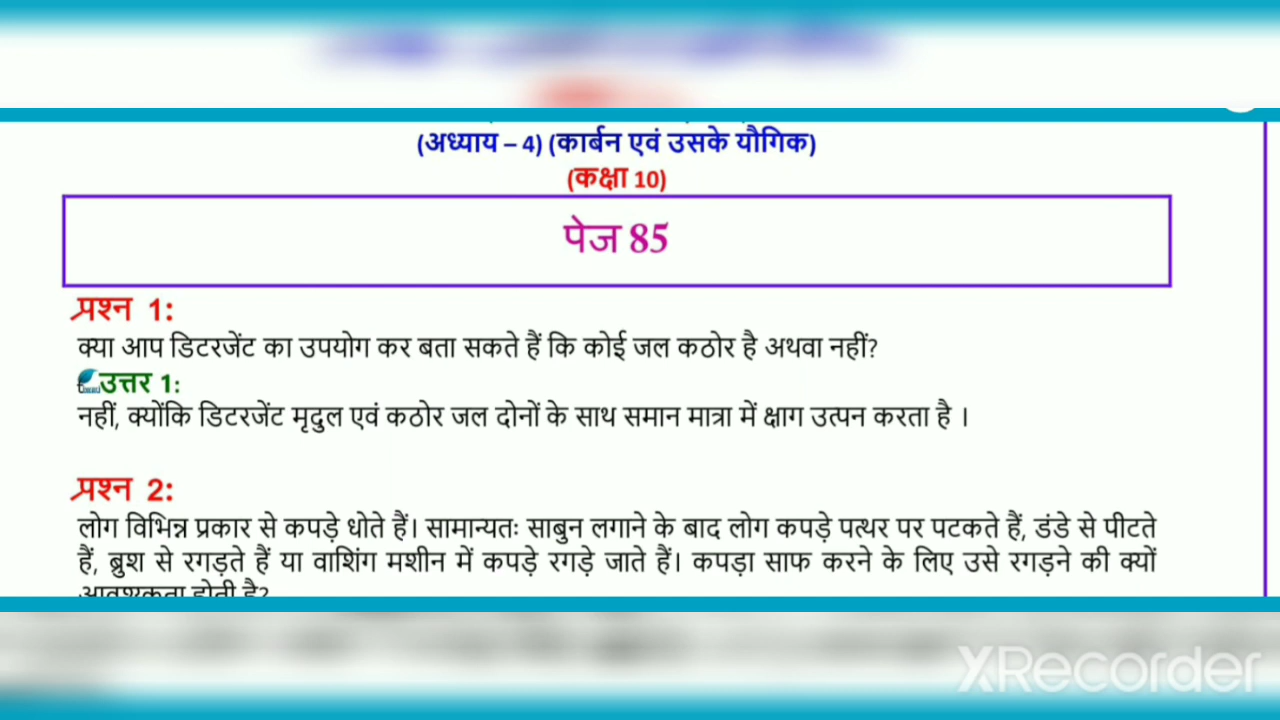 (अध्याय – 4) (कार्बन एवं उसके यौगिक)
(कक्षा 10)
पेज 85
प्रश्न 1:
क्या आप डिटरजेंट का उपयोग कर बता सकते हैं कि कोई जल कठोर है अथवा नहीं?
उत्तर 1:
नहीं, क्योंकि डिटरजेंट मृदुल एवं कठोर जल दोनों के साथ समान मात्रा में क्षाग उत्पन करता है ।
प्रश्न 2:
लोग विभिन्न प्रकार से कपड़े धोते हैं। सामान्यतः साबुन लगाने के बाद लोग कपड़े पत्थर पर पटकते हैं, डंडे से पीटते
हैं, ब्रुश से रगड़ते हैं या वाशिंग मशीन में कपड़े रगड़े जाते हैं। कपड़ा साफ करने के लिए उसे रगड़ने की क्यों
आवश्यकता होती है?
XRecorder